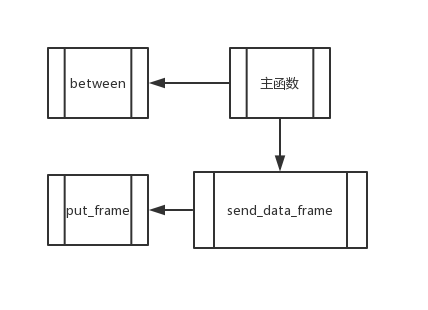 between
主函数
put_frame
send_data_frame